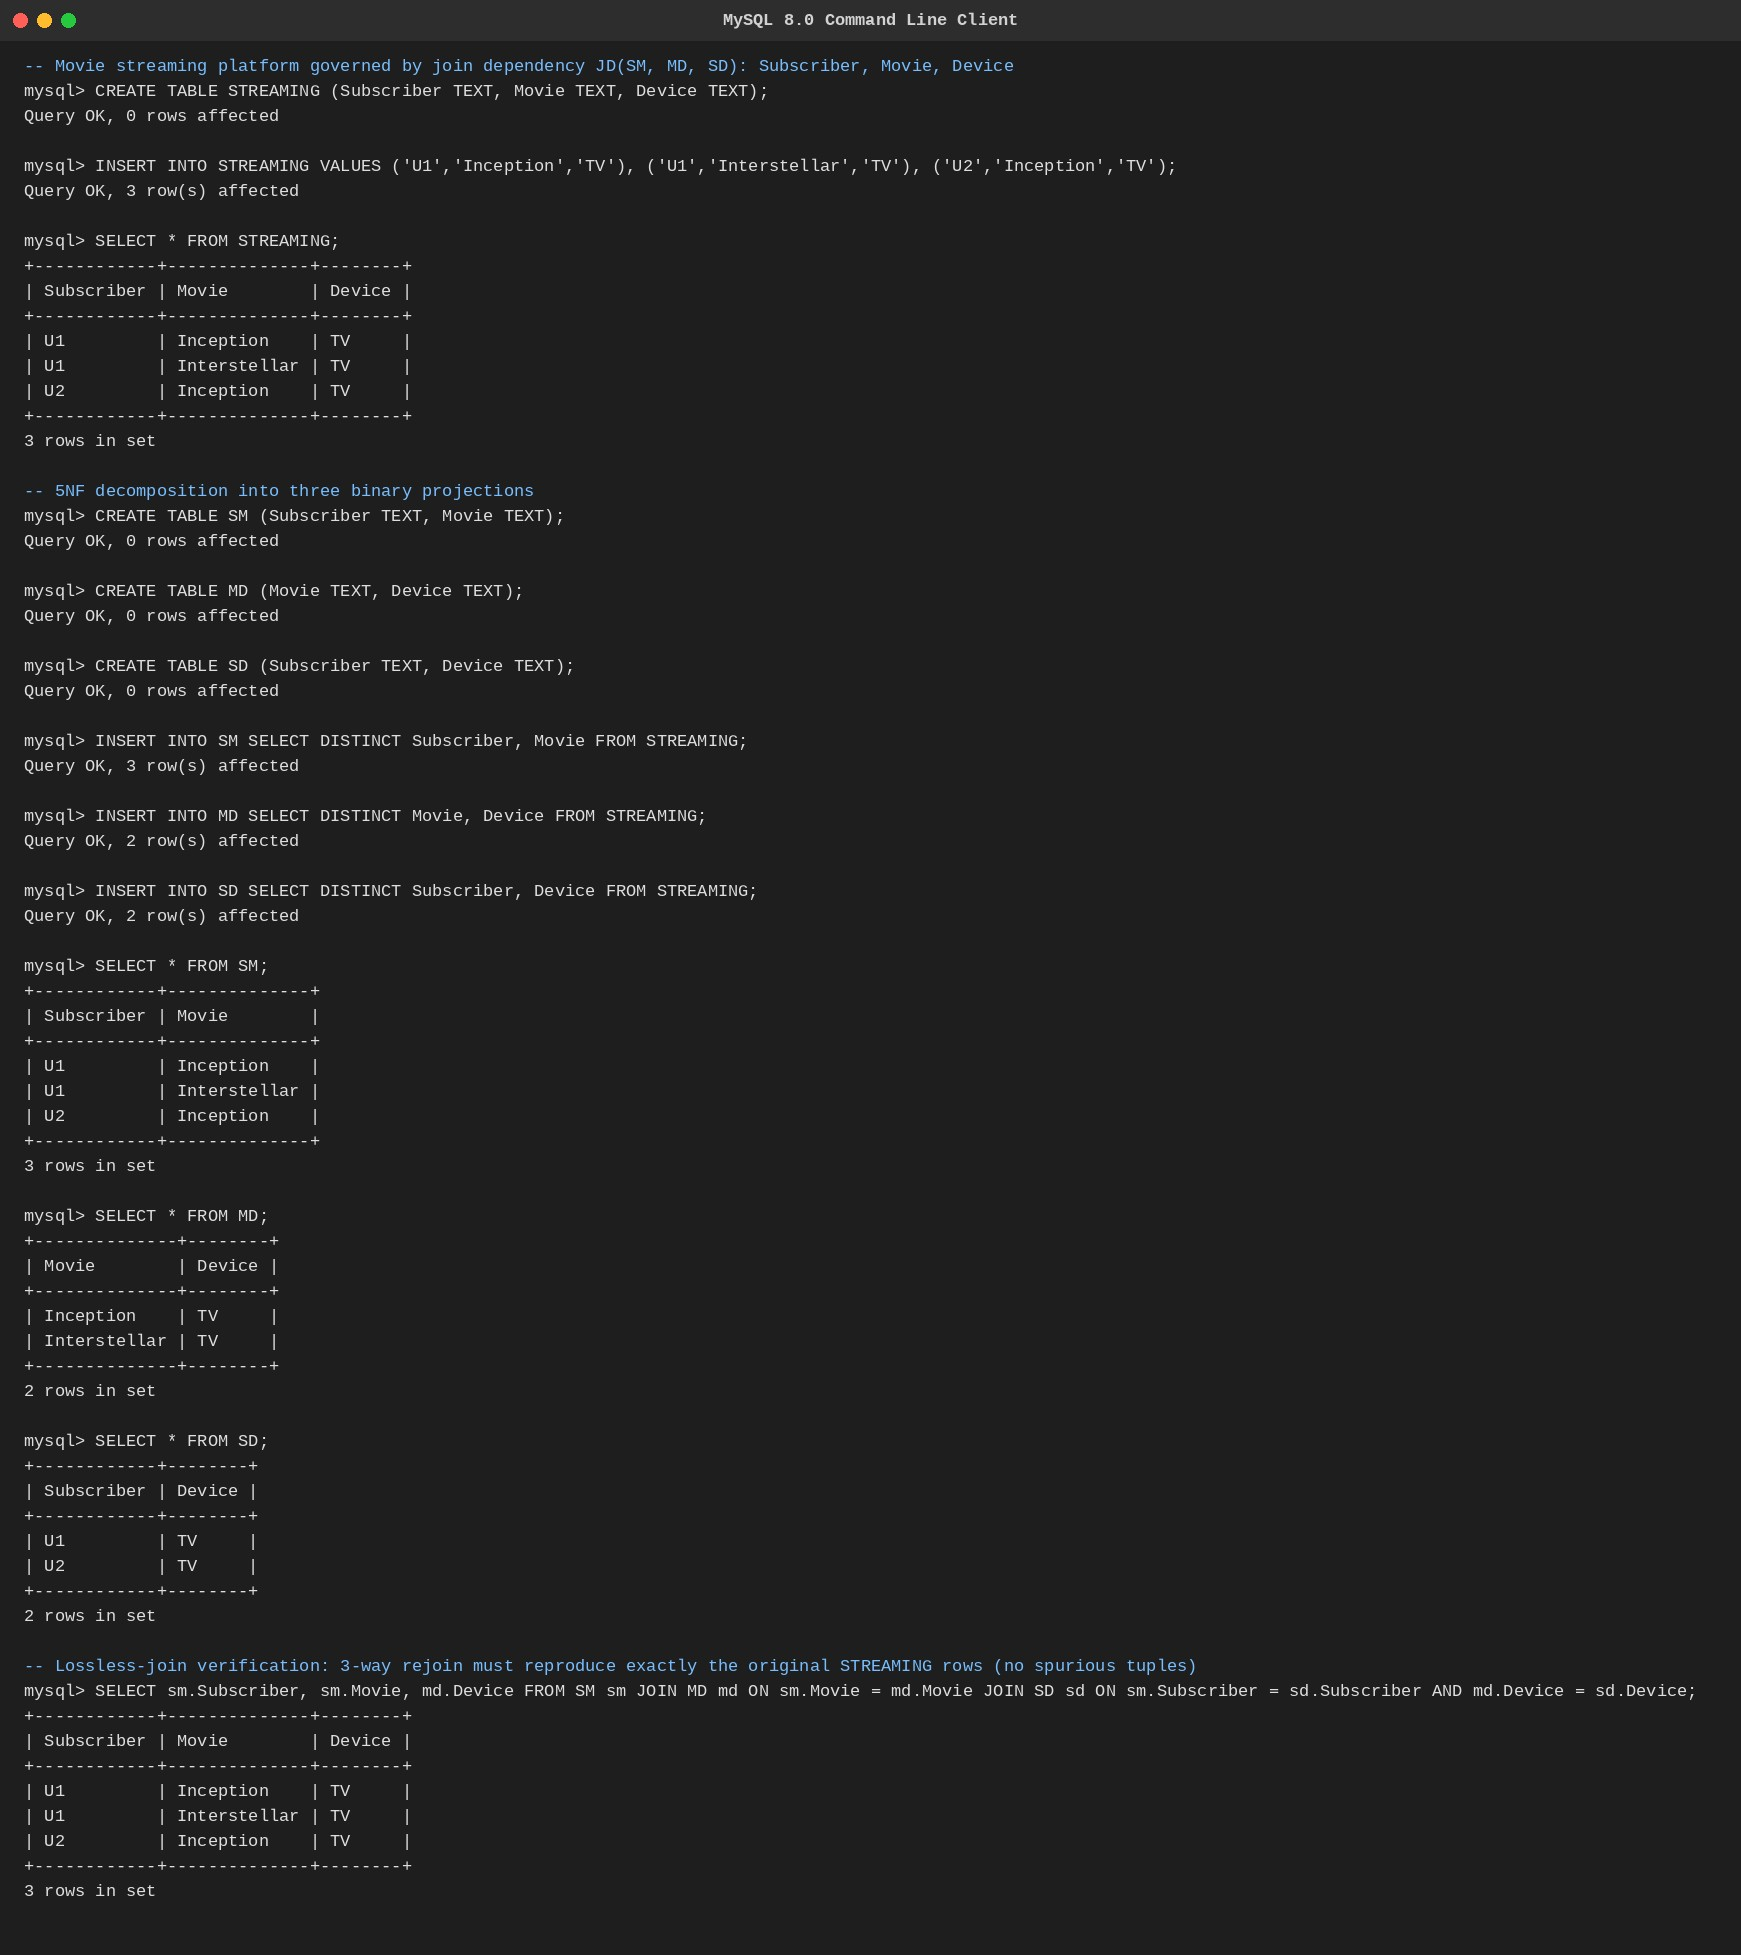 MySQL 8.0 Command Line Client
-- Movie streaming platform governed by join dependency JD(SM, MD, SD): Subscriber, Movie, Device
mysql> CREATE TABLE STREAMING (Subscriber TEXT, Movie TEXT, Device TEXT);
Query OK, 0 rows affected

mysql> INSERT INTO STREAMING VALUES ('U1','Inception','TV'), ('U1','Interstellar','TV'), ('U2','Inception','TV');
Query OK, 3 row(s) affected

mysql> SELECT * FROM STREAMING;
+------------+--------------+--------+
| Subscriber | Movie        | Device |
+------------+--------------+--------+
| U1         | Inception    | TV     |
| U1         | Interstellar | TV     |
| U2         | Inception    | TV     |
+------------+--------------+--------+
3 rows in set

-- 5NF decomposition into three binary projections
mysql> CREATE TABLE SM (Subscriber TEXT, Movie TEXT);
Query OK, 0 rows affected

mysql> CREATE TABLE MD (Movie TEXT, Device TEXT);
Query OK, 0 rows affected

mysql> CREATE TABLE SD (Subscriber TEXT, Device TEXT);
Query OK, 0 rows affected

mysql> INSERT INTO SM SELECT DISTINCT Subscriber, Movie FROM STREAMING;
Query OK, 3 row(s) affected

mysql> INSERT INTO MD SELECT DISTINCT Movie, Device FROM STREAMING;
Query OK, 2 row(s) affected

mysql> INSERT INTO SD SELECT DISTINCT Subscriber, Device FROM STREAMING;
Query OK, 2 row(s) affected

mysql> SELECT * FROM SM;
+------------+--------------+
| Subscriber | Movie        |
+------------+--------------+
| U1         | Inception    |
| U1         | Interstellar |
| U2         | Inception    |
+------------+--------------+
3 rows in set

mysql> SELECT * FROM MD;
+--------------+--------+
| Movie        | Device |
+--------------+--------+
| Inception    | TV     |
| Interstellar | TV     |
+--------------+--------+
2 rows in set

mysql> SELECT * FROM SD;
+------------+--------+
| Subscriber | Device |
+------------+--------+
| U1         | TV     |
| U2         | TV     |
+------------+--------+
2 rows in set

-- Lossless-join verification: 3-way rejoin must reproduce exactly the original STREAMING rows (no spurious tuples)
mysql> SELECT sm.Subscriber, sm.Movie, md.Device FROM SM sm JOIN MD md ON sm.Movie = md.Movie JOIN SD sd ON sm.Subscriber = sd.Subscriber AND md.Device = sd.Device;
+------------+--------------+--------+
| Subscriber | Movie        | Device |
+------------+--------------+--------+
| U1         | Inception    | TV     |
| U1         | Interstellar | TV     |
| U2         | Inception    | TV     |
+------------+--------------+--------+
3 rows in set